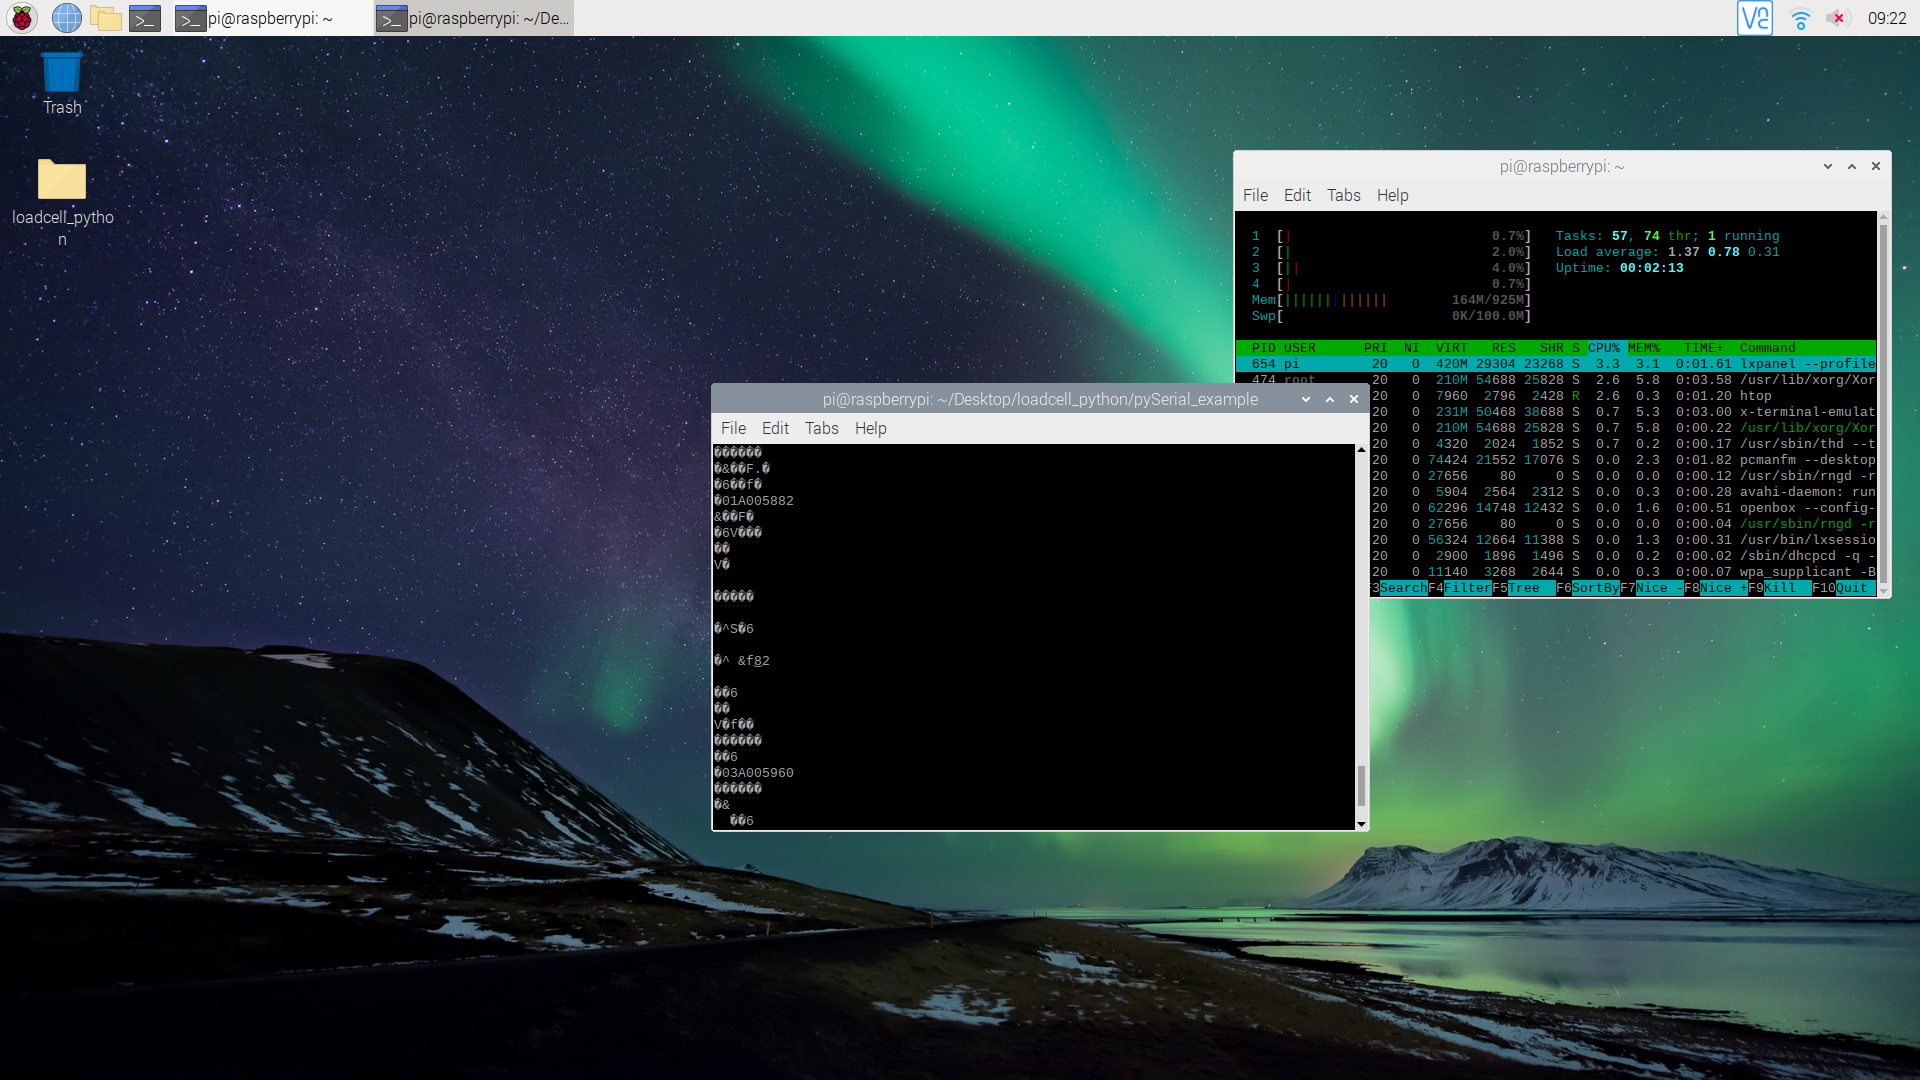 pi@raspberrypi: ~
pi@raspberrypi: ~/De...
09:22
Trash
loadcell_pytho
n
pi@raspberrypi: ~
File Edit Tabs Help
1 [| 0.7%] Tasks: 57, 74 thr; 1 running
2 [| 2.0%] Load average: 1.37 0.78 0.31
3 [|| 4.0%] Uptime: 00:02:13
4 [| 0.7%]
Mem[|||||||||||| 164M/925M]
Swp[ 0K/100.0M]
PID USER PRI NI VIRT RES SHR S CPU% MEM% TIME+ Command
654 pi 20 0 420M 29304 23268 S 3.3 3.1 0:01.61 lxpanel --profile
474 root 20 0 210M 54688 25828 S 2.6 5.8 0:03.58 /usr/lib/xorg/Xor
20 0 7960 2796 2428 R 2.6 0.3 0:01.20 htop
20 0 231M 50468 38688 S 0.7 5.3 0:03.00 x-terminal-emulat
20 0 210M 54688 25828 S 0.7 5.8 0:00.22 /usr/lib/xorg/Xor
20 0 4320 2024 1852 S 0.7 0.2 0:00.17 /usr/sbin/thd --t
20 0 74424 21552 17076 S 0.0 2.3 0:01.82 pcmanfm --desktop
20 0 27656 80 0 S 0.0 0.0 0:00.12 /usr/sbin/rngd -r
20 0 5904 2564 2312 S 0.0 0.3 0:00.28 avahi-daemon: run
20 0 62296 14748 12432 S 0.0 1.6 0:00.51 openbox --config-
20 0 27656 80 0 S 0.0 0.0 0:00.04 /usr/sbin/rngd -r
20 0 56324 12664 11388 S 0.0 1.3 0:00.31 /usr/bin/lxsessio
20 0 2900 1896 1496 S 0.0 0.2 0:00.02 /sbin/dhcpcd -q -
20 0 11140 3268 2644 S 0.0 0.3 0:00.07 wpa_supplicant -B
3Search F4Filter F5Tree F6SortBy F7Nice - F8Nice + F9Kill F10Quit
pi@raspberrypi: ~/Desktop/loadcell_python/pySerial_example
File Edit Tabs Help
������
�&��F.�
�6��f�
�01A005882
&��F�
�6V���
��
V�
�����
�^S�6
�^ &f82
��6
��
V�f��
������
��6
�03A005960
������
�&
��6